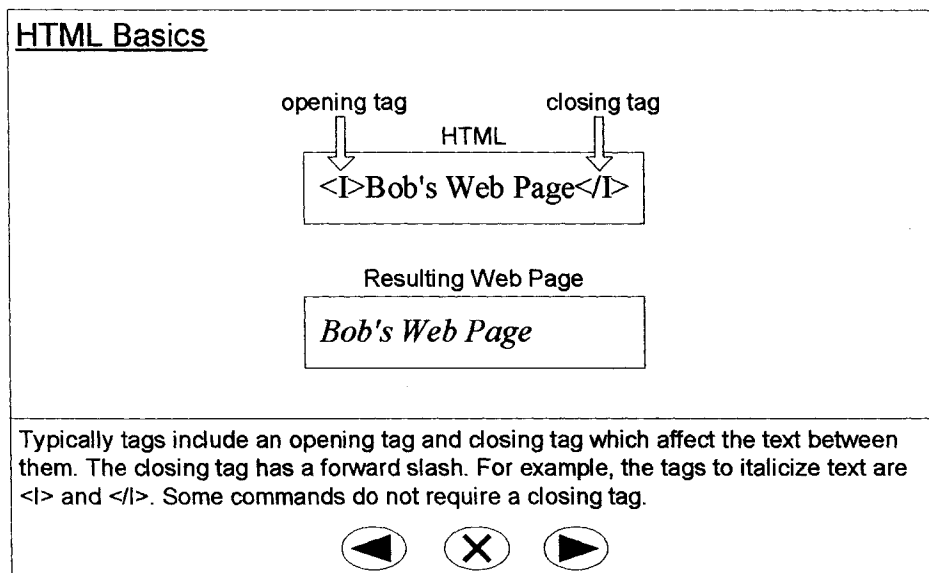 HTML Basics
opening tag closing tag
HTML
<I>Bob's Web Page</I>
Resulting Web Page
Bob's Web Page
Typically tags include an opening tag and closing tag which affect the text between
them. The closing tag has a forward slash. For example, the tags to italicize text are
<I> and </I>. Some commands do not require a closing tag.